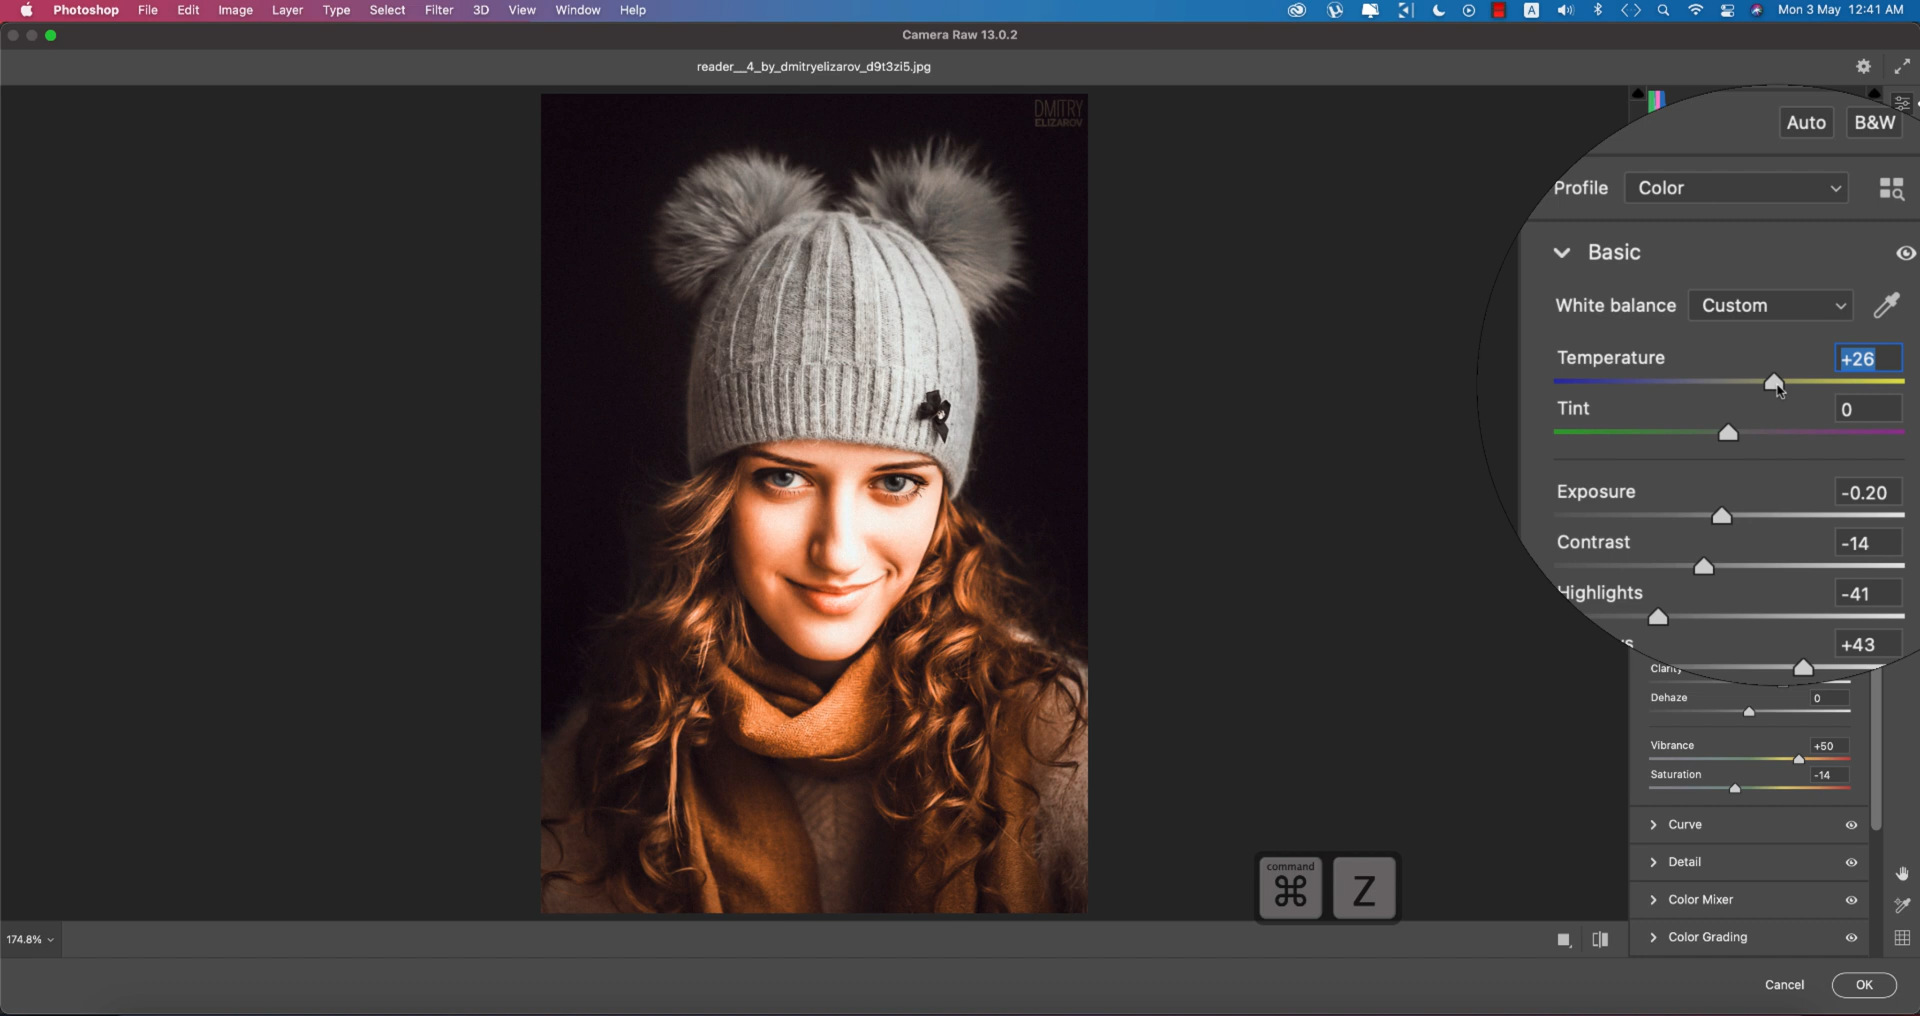 Photoshop File Edit Image Layer Type Select Filter 3D View Window Help A Mon 3 May 12:41 AM
Camera Raw 13.0.2
reader__4_by_dmitryelizarov_d9t3zi5.jpg
DMITRY
ELIZAROV
Auto B&W
Profile Color
Basic
White balance Custom
Temperature +26
Tint 0
Exposure -0.20
Contrast -14
Highlights -41
+43
Dehaze 0
Vibrance +50
Saturation -14
Curve
Detail
Color Mixer
Color Grading
command
⌘ Z
174.8%
Cancel OK